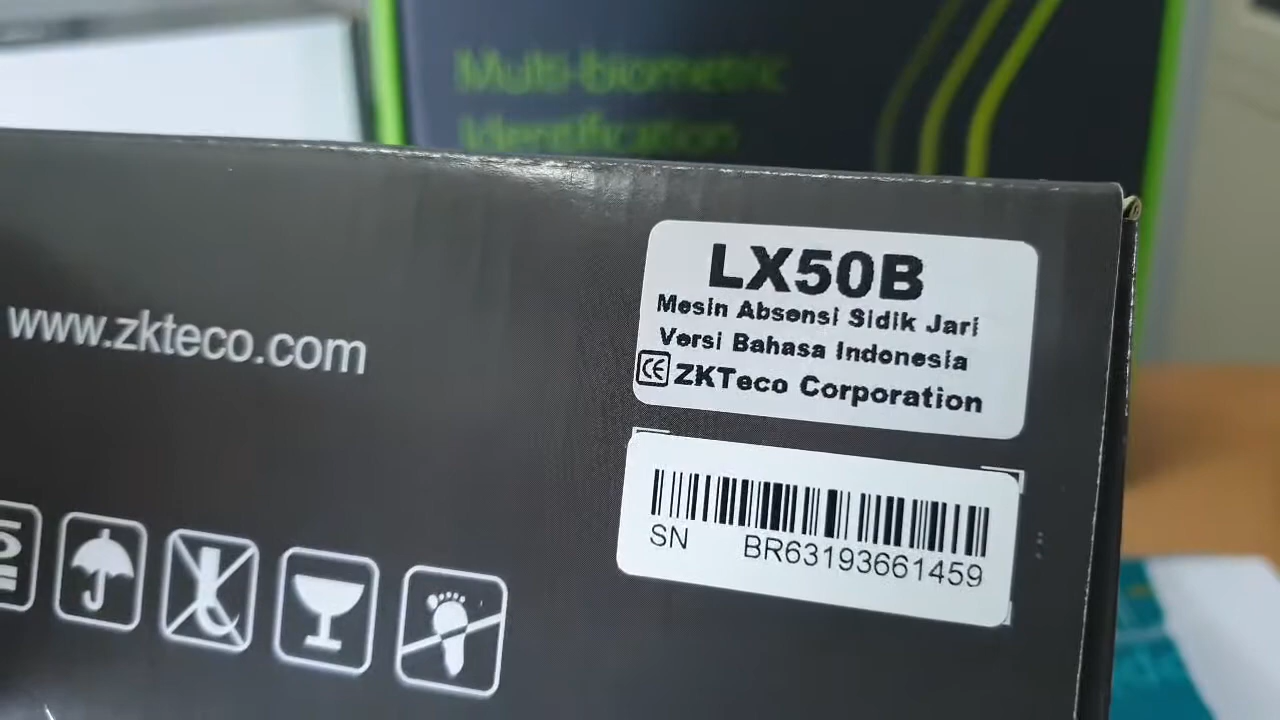 Multi-biometric
Identification
www.zkteco.com
LX50B
Mesin Absensi Sidik Jari
Versi Bahasa Indonesia
CE ZKTeco Corporation
SN BR63193661459